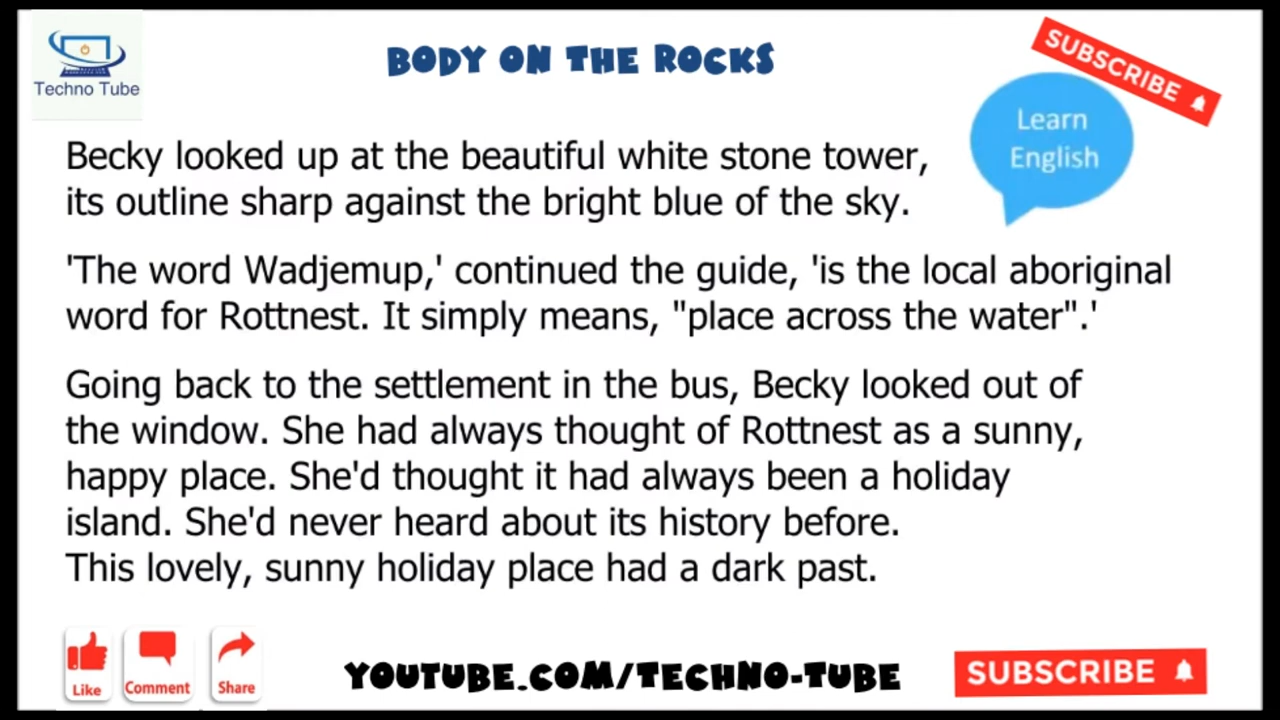 Techno Tube
BODY ON THE ROCKS
SUBSCRIBE
Learn
English
Becky looked up at the beautiful white stone tower,
its outline sharp against the bright blue of the sky.
'The word Wadjemup,' continued the guide, 'is the local aboriginal
word for Rottnest. It simply means, "place across the water".'
Going back to the settlement in the bus, Becky looked out of
the window. She had always thought of Rottnest as a sunny,
happy place. She'd thought it had always been a holiday
island. She'd never heard about its history before.
This lovely, sunny holiday place had a dark past.
Like
Comment
Share
YOUTUBE.COM/TECHNO-TUBE
SUBSCRIBE